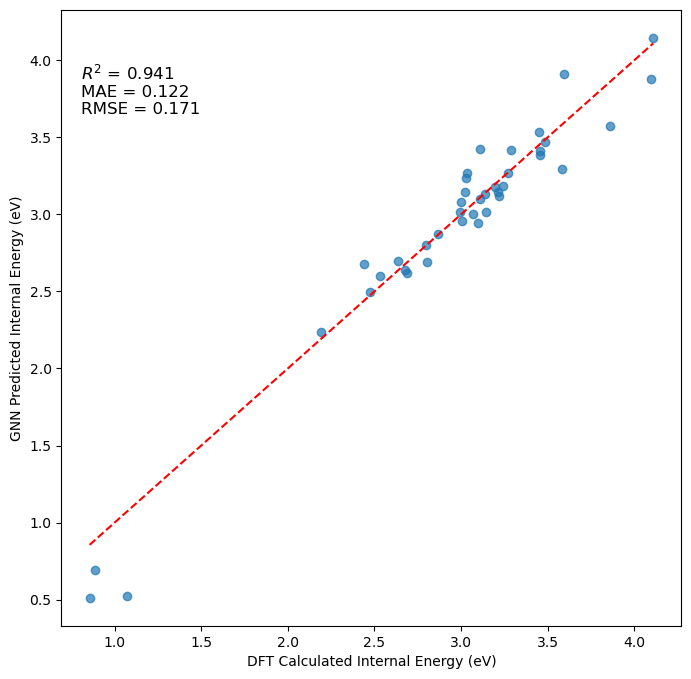 R² = 0.941
MAE = 0.122
RMSE = 0.171
GNN Predicted Internal Energy (eV)
4.0
3.5
3.0
2.5
2.0
1.5
1.0
0.5
1.0 1.5 2.0 2.5 3.0 3.5 4.0
DFT Calculated Internal Energy (eV)